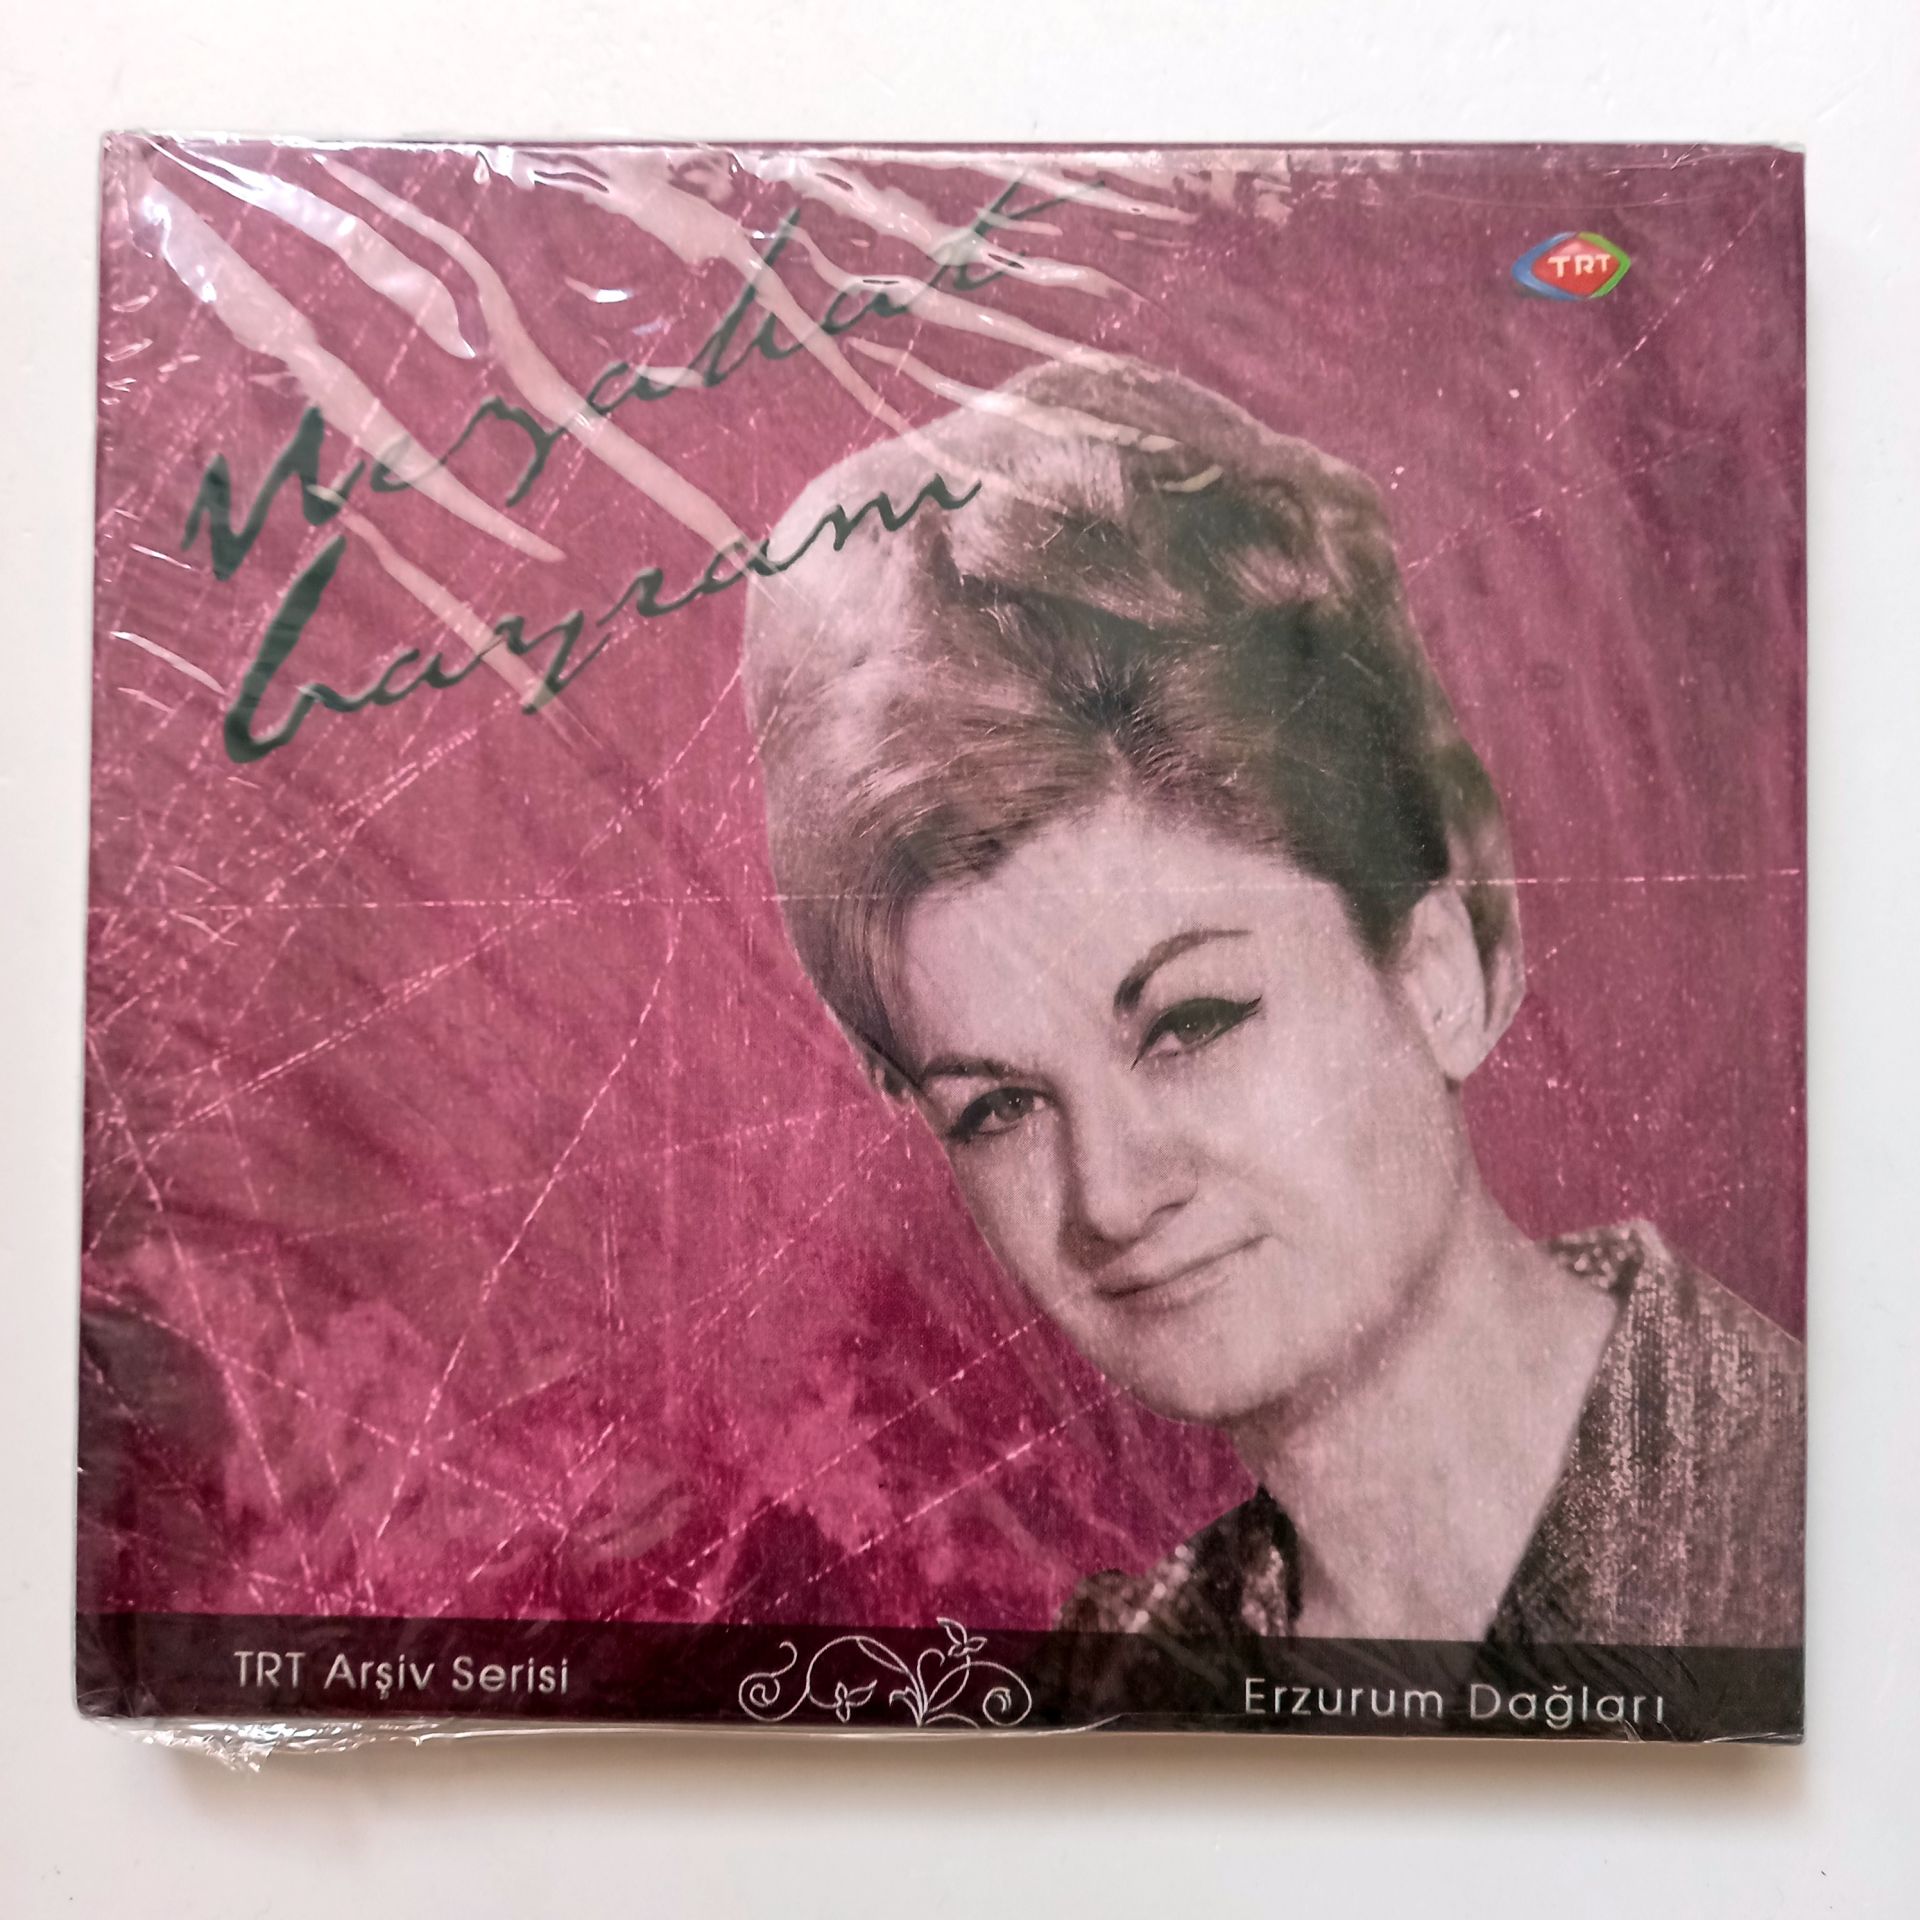 TRT
Nezahat
bayram
TRT Arşiv Serisi
Erzurum Dağları